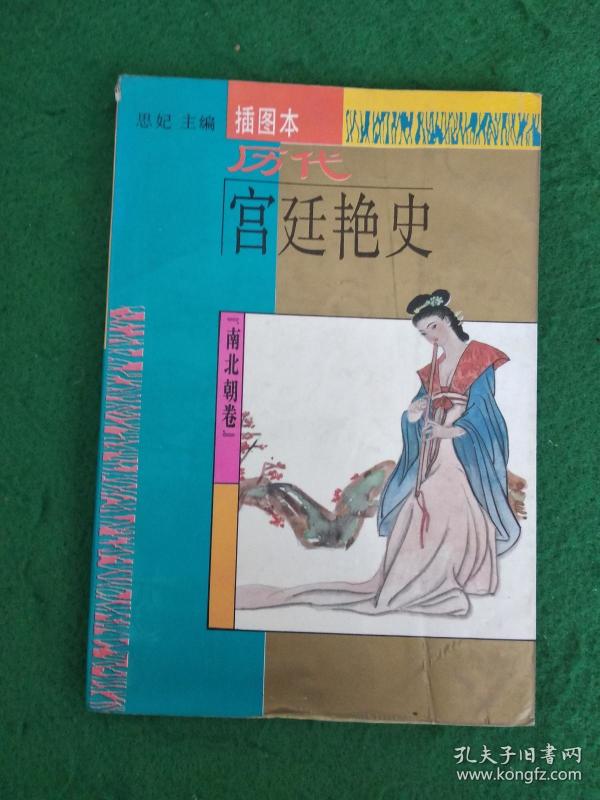 思妃 主编
插图本
历代
宫廷艳史
『南北朝卷』
孔夫子旧书网
www.kongfz.com